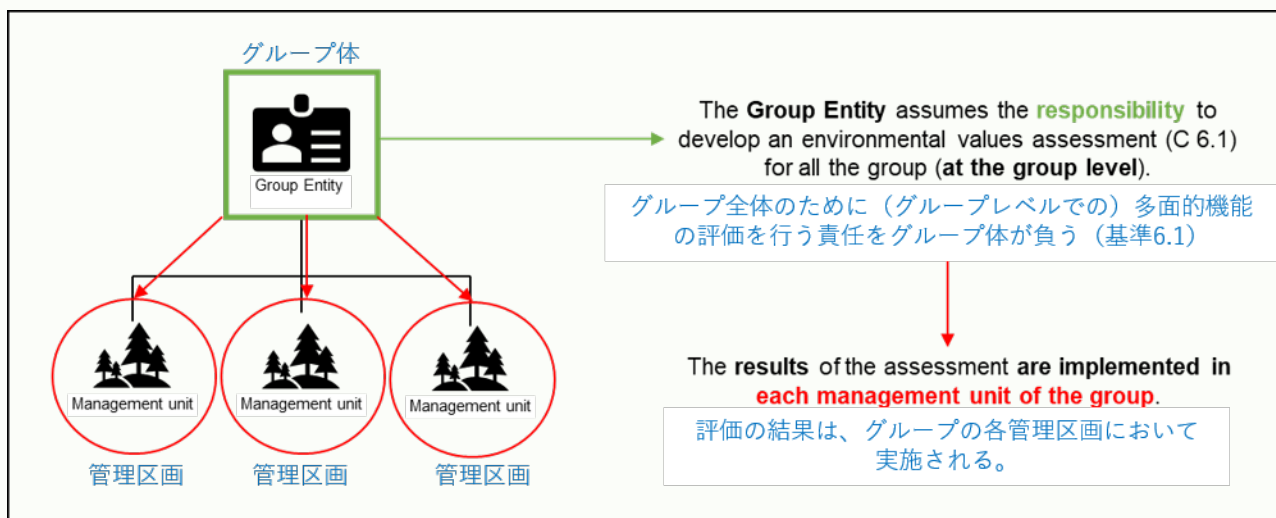 グループ体
Group Entity
Management unit
Management unit
Management unit
管理区画
管理区画
管理区画
The Group Entity assumes the responsibility to
develop an environmental values assessment (C 6.1)
for all the group (at the group level).
グループ全体のために（グループレベルでの）多面的機能
の評価を行う責任をグループ体が負う（基準6.1）
The results of the assessment are implemented in
each management unit of the group.
評価の結果は、グループの各管理区画において
実施される。